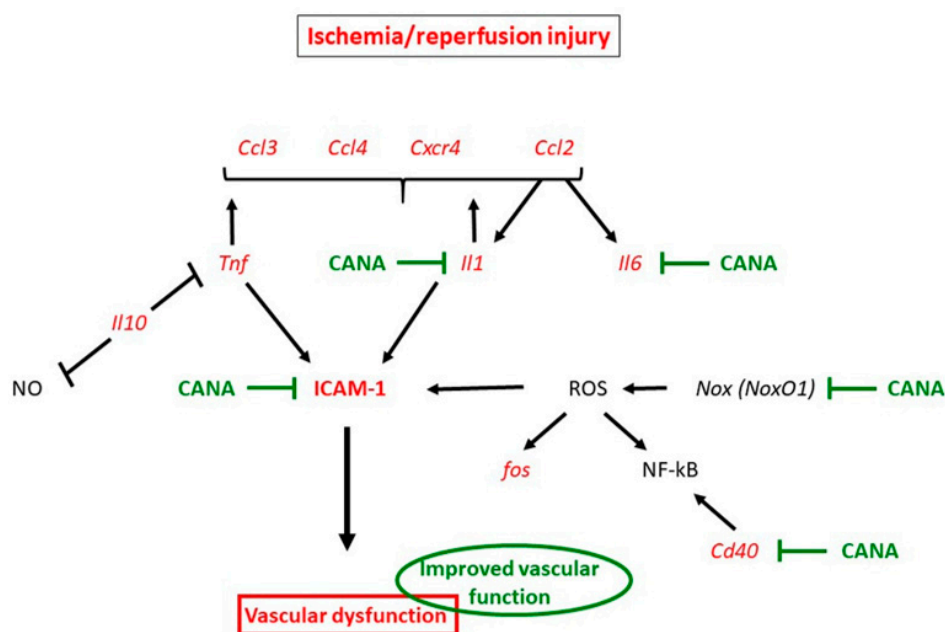 Ischemia/reperfusion injury
Ccl3 Ccl4 Cxcr4 Ccl2
Tnf CANA Il1 Il6 CANA
Il10
NO CANA ICAM-1 ROS Nox (NoxO1) CANA
fos NF-kB
Cd40 CANA
Improved vascular
function
Vascular dysfunction